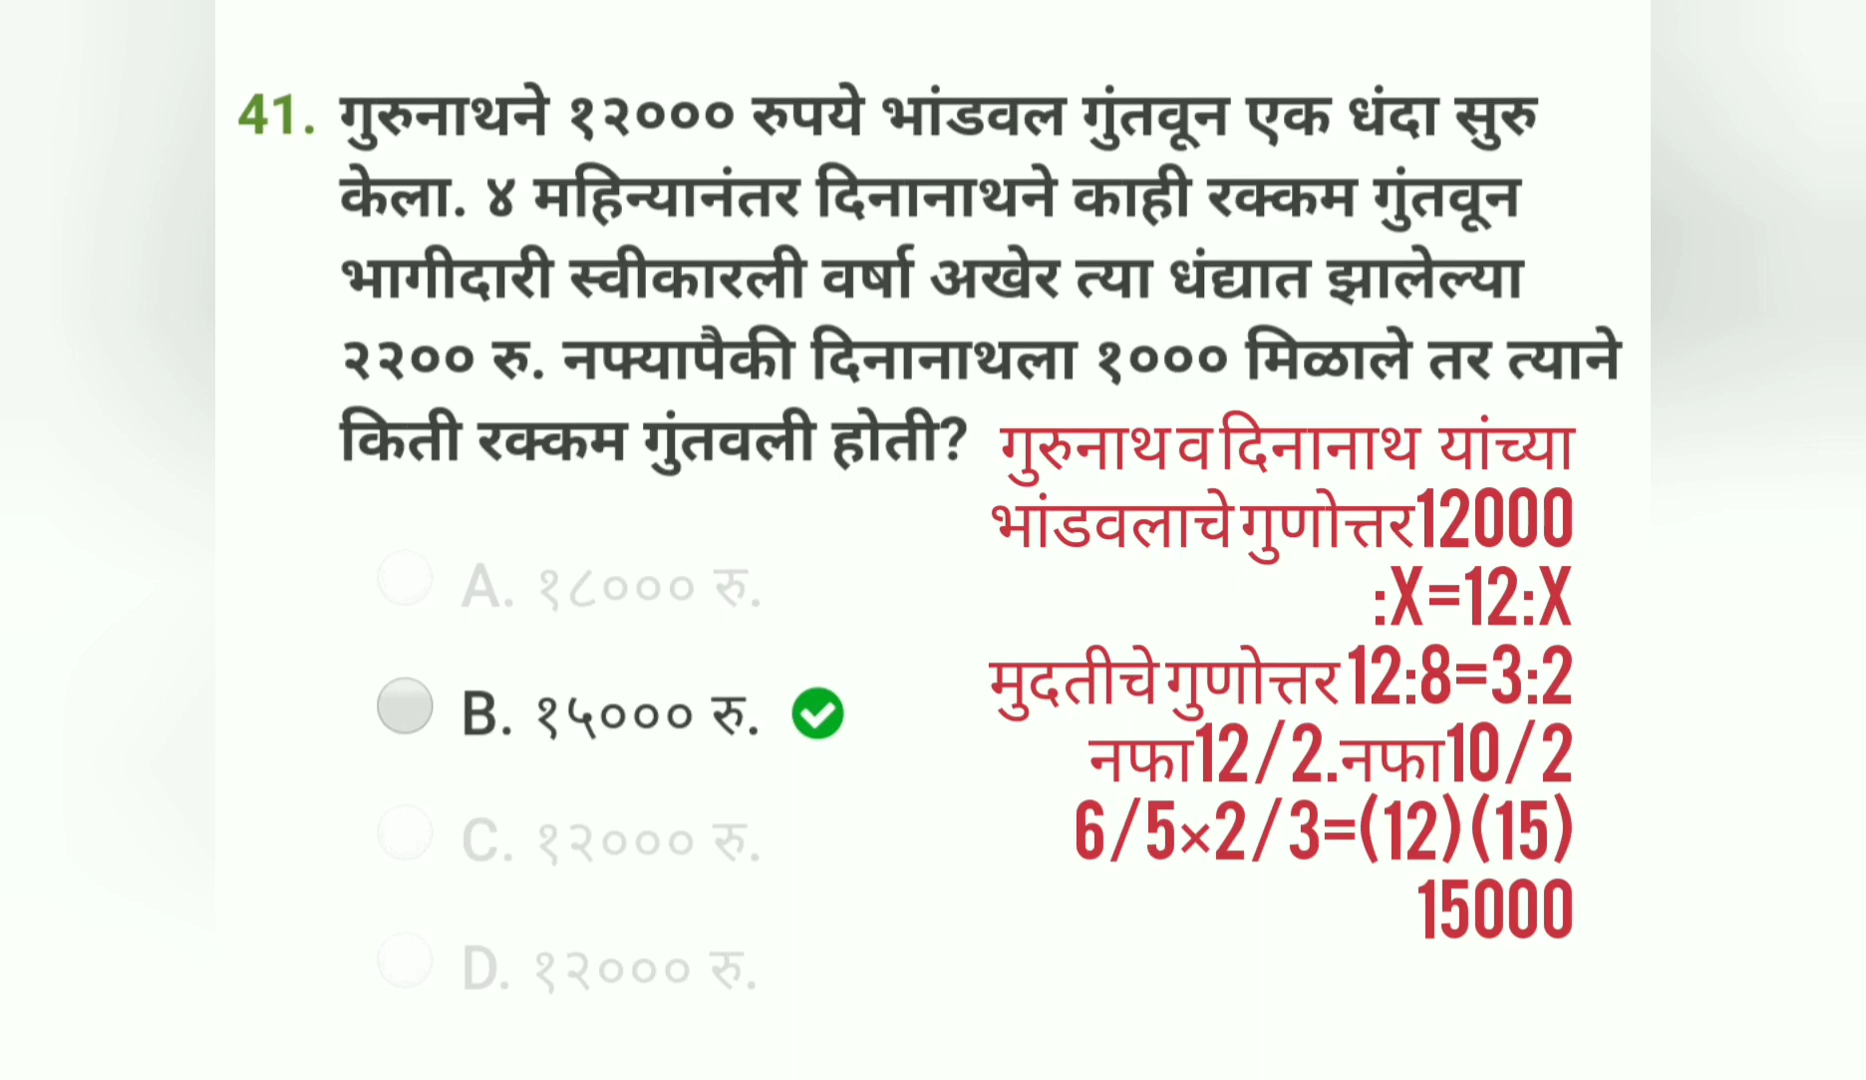 41. गुरुनाथने १२००० रुपये भांडवल गुंतवून एक धंदा सुरु
केला. ४ महिन्यानंतर दिनानाथने काही रक्कम गुंतवून
भागीदारी स्वीकारली वर्षा अखेर त्या धंद्यात झालेल्या
२२०० रु. नफ्यापैकी दिनानाथला १००० मिळाले तर त्याने
किती रक्कम गुंतवली होती?
गुरुनाथ व दिनानाथ यांच्या
भांडवलाचे गुणोत्तर12000
:X=12:X
मुदतीचे गुणोत्तर 12:8=3:2
नफा12/2.नफा10/2
6/5×2/3=(12)(15)
15000
A. १८००० रु.
B. १५००० रु.
C. १२००० रु.
D. १२००० रु.